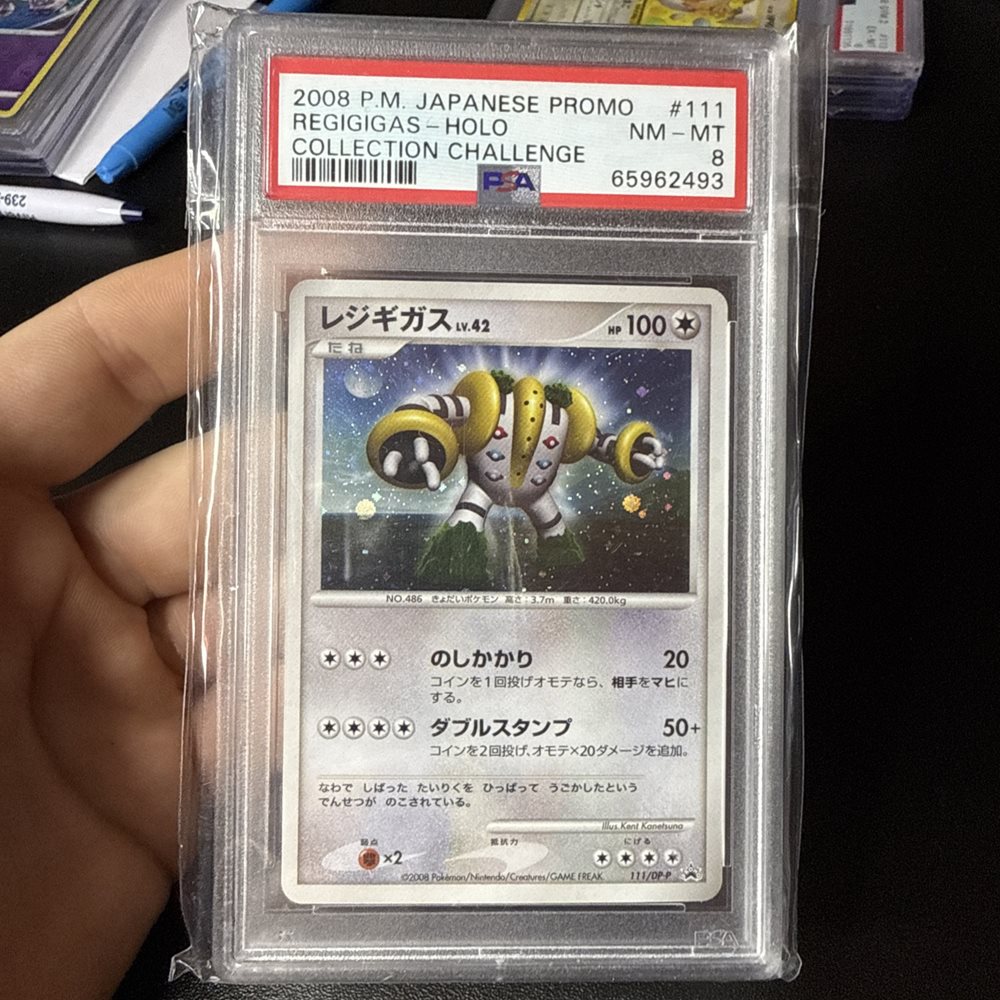 2008 P.M. JAPANESE PROMO #111
REGIGIGAS - HOLO NM - MT
COLLECTION CHALLENGE 8
PSA 65962493
レジギガス LV.42 HP 100
たね
NO.486 きょだいポケモン 高さ:3.7m 重さ:420.0kg
のしかかり 20
コインを1回投げオモテなら、相手をマヒに
する。
ダブルスタンプ 50+
コインを2回投げ、オモテ×20ダメージを追加。
なわで しばった たいりくを ひっぱって うごかしたという
でんせつが のこされている。
Illus. Kent Kanetsuna
弱点 抵抗力 にげる
×2
©2008 Pokémon/Nintendo/Creatures/GAME FREAK 111/DP-P
PSA
239-